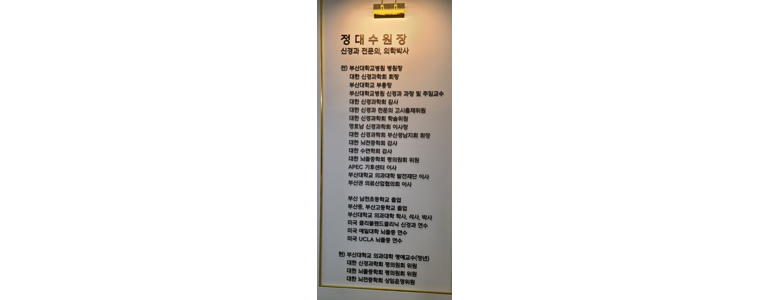 정대수원장
신경과 전문의, 의학박사
전) 부산대학교병원 병원장
대한 신경과학회 회장
부산대학교 부총장
부산대학교병원 신경과 과장 및 주임교수
대한 신경과학회 감사
대한 신경과 전문의 고시출제위원
대한 신경과학회 학술위원
영호남 신경과학회 이사장
대한 신경과학회 부산경남지회 회장
대한 뇌전증학회 감사
대한 수면학회 감사
대한 뇌졸중학회 평의원회 위원
APEC 기후센터 이사
부산대학교 의과대학 발전재단 이사
부산권 의료산업협의회 이사
부산 남천초등학교 졸업
부산중, 부산고등학교 졸업
부산대학교 의과대학 학사, 석사, 박사
미국 클리블랜드클리닉 신경과 연수
미국 예일대학 뇌졸중 연수
미국 UCLA 뇌졸중 연수
현) 부산대학교 의과대학 명예교수(정년)
대한 신경과학회 평의원회 위원
대한 뇌졸중학회 평의원회 위원
대한 뇌전증학회 상임운영위원